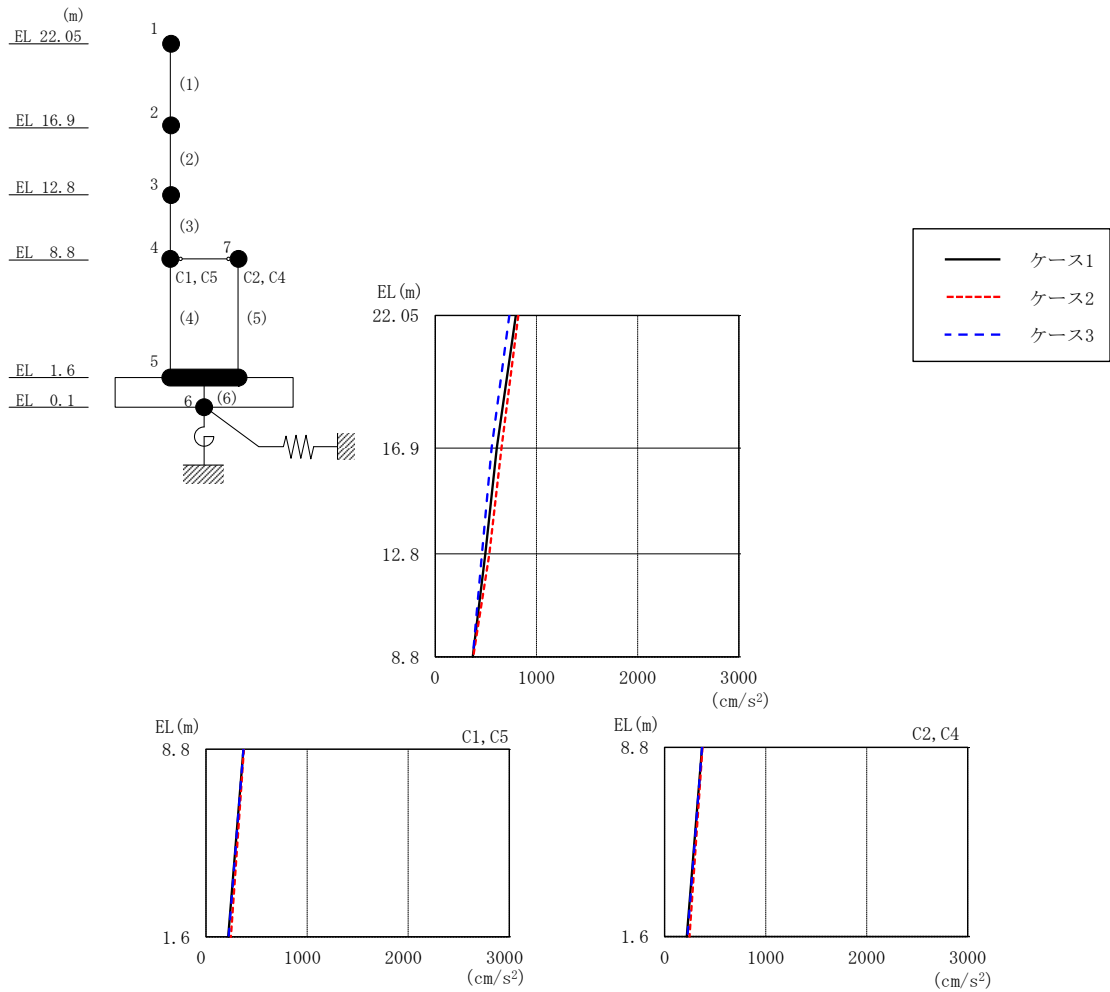 (m)
EL 22.05
EL 16.9
EL 12.8
EL 8.8
EL 1.6
EL 0.1
1
(1)
2
(2)
3
(3)
4
7
C1,C5
C2,C4
(4)
(5)
5
6
(6)
ケース1
ケース2
ケース3
EL(m)
22.05
16.9
12.8
8.8
0
1000
2000
3000
(cm/s²)
EL(m)
C1,C5
8.8
1.6
0
1000
2000
3000
(cm/s²)
EL(m)
C2,C4
8.8
1.6
0
1000
2000
3000
(cm/s²)